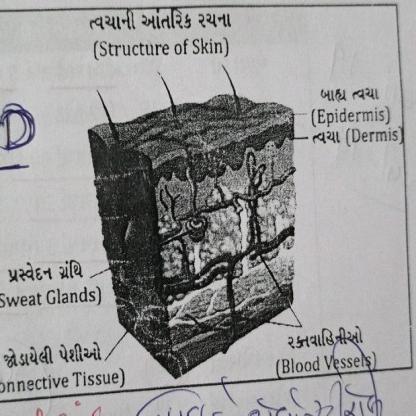 ત્વચાની આંતરિક રચના
(Structure of Skin)
બાહ્ય ત્વચા
(Epidermis)
ત્વચા (Dermis)
D
પ્રસ્વેદન ગ્રંથિ
Sweat Glands)
જોડાયેલી પેશીઓ
onnective Tissue)
રક્તવાહિનીઓ
(Blood Vessels)